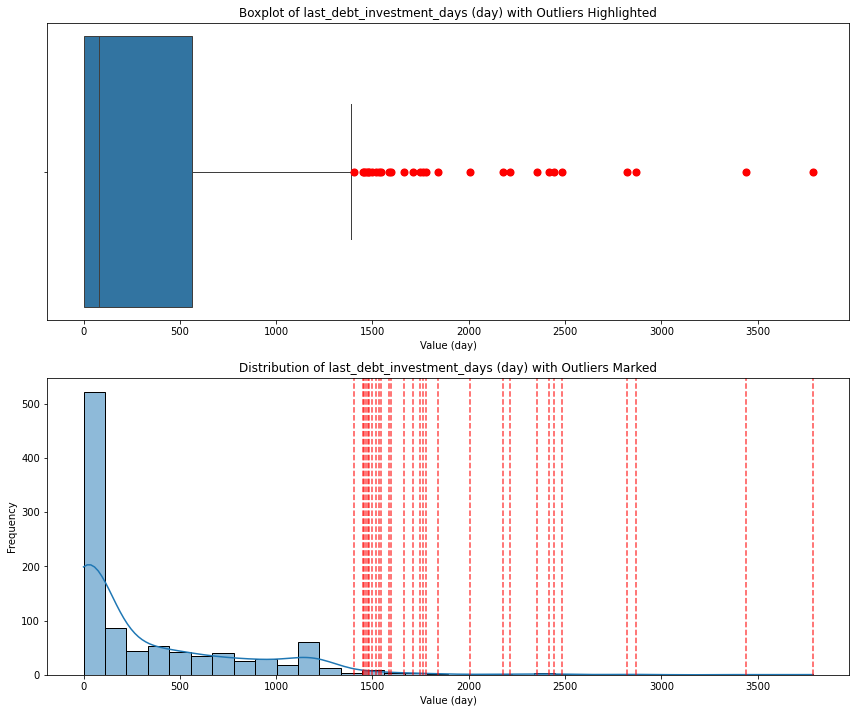 Boxplot of last_debt_investment_days (day) with Outliers Highlighted
0 500 1000 1500 2000 2500 3000 3500
Value (day)
Distribution of last_debt_investment_days (day) with Outliers Marked
500
400
300
200
100
0
Frequency
0 500 1000 1500 2000 2500 3000 3500
Value (day)